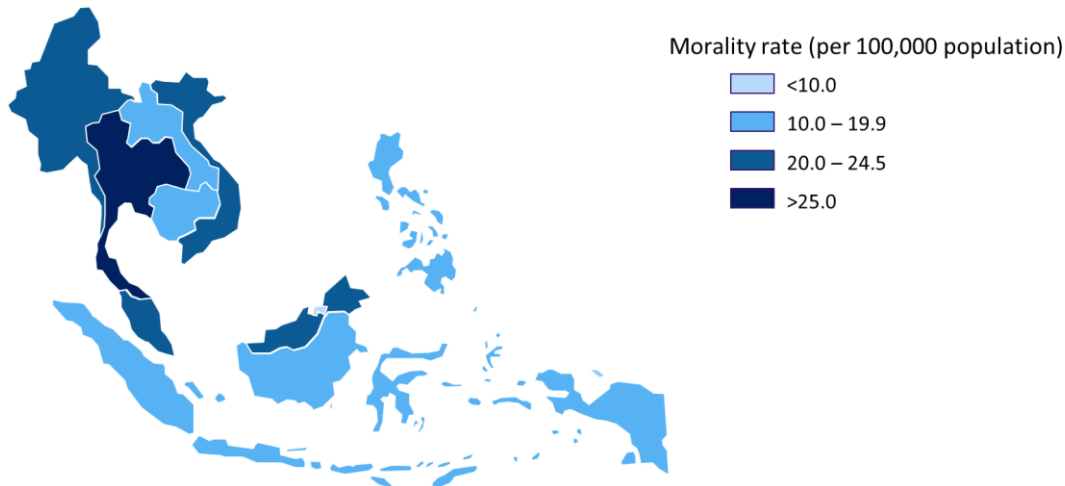 Morality rate (per 100,000 population)
<10.0
10.0 – 19.9
20.0 – 24.5
>25.0